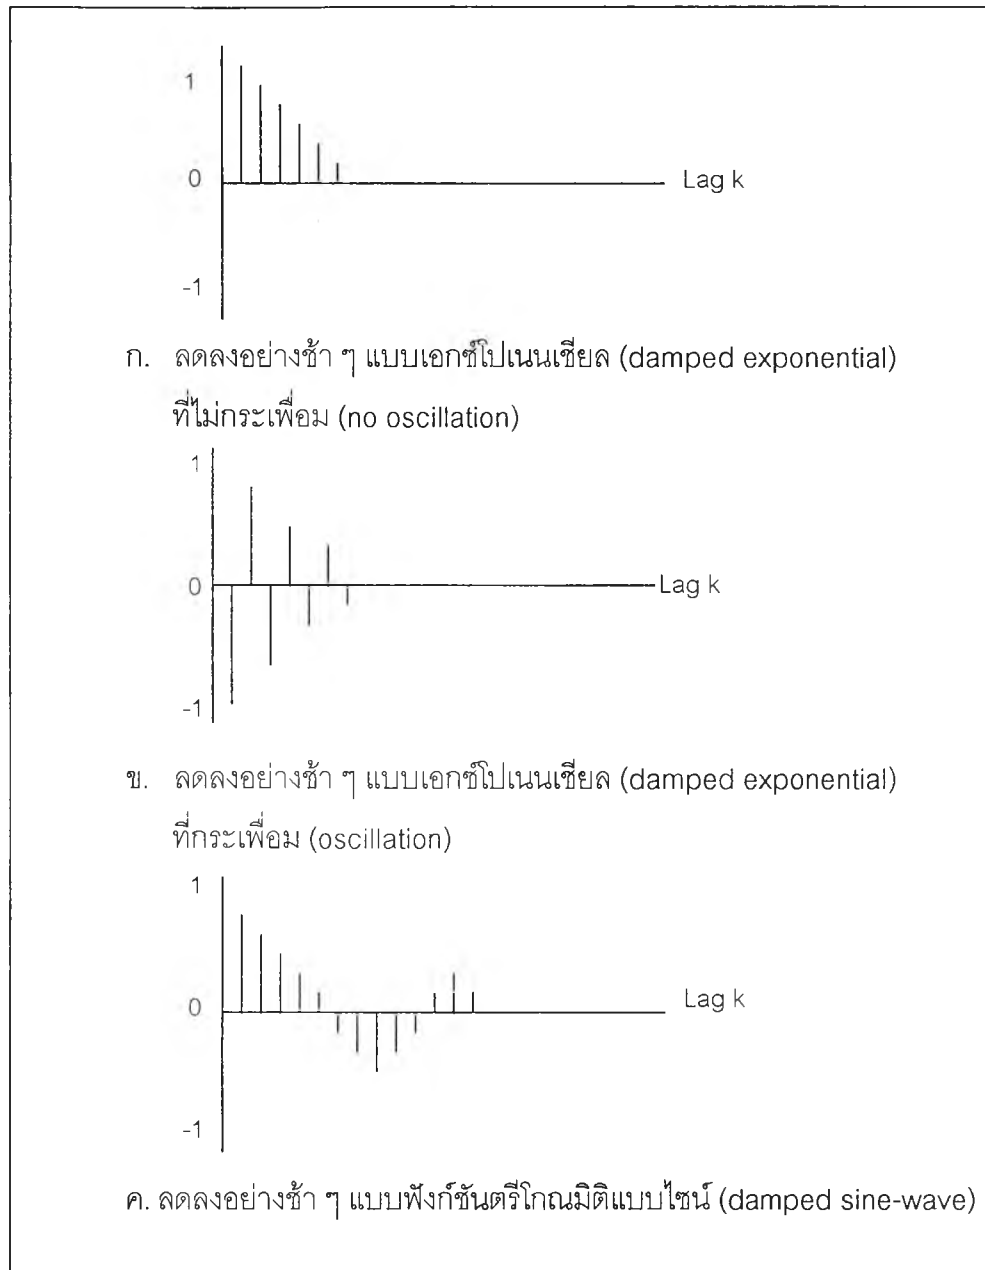 1
0
Lag k
-1
ก. ลดลงอย่างช้า ๆ แบบเอกซ์โปเนนเชียล (damped exponential)
ที่ไม่กระเพื่อม (no oscillation)
1
0
Lag k
-1
ข. ลดลงอย่างช้า ๆ แบบเอกซ์โปเนนเชียล (damped exponential)
ที่กระเพื่อม (oscillation)
1
0
Lag k
-1
ค. ลดลงอย่างช้า ๆ แบบฟังก์ชันตรีโกณมิติแบบไซน์ (damped sine-wave)